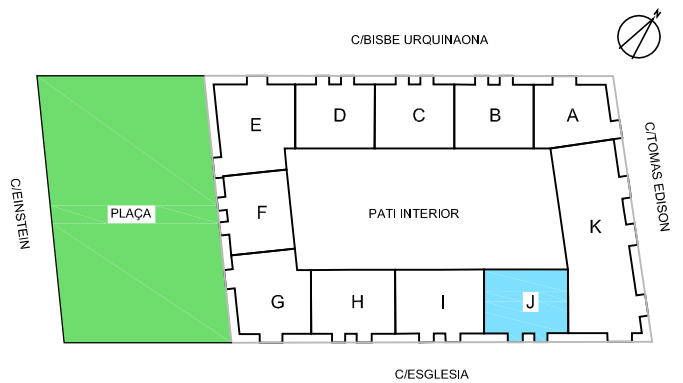 N
C/BISBE URQUINAONA
E
D
C
B
A
C/TOMAS EDISON
C/EINSTEIN
PLAÇA
F
PATI INTERIOR
K
G
H
I
J
C/ESGLESIA